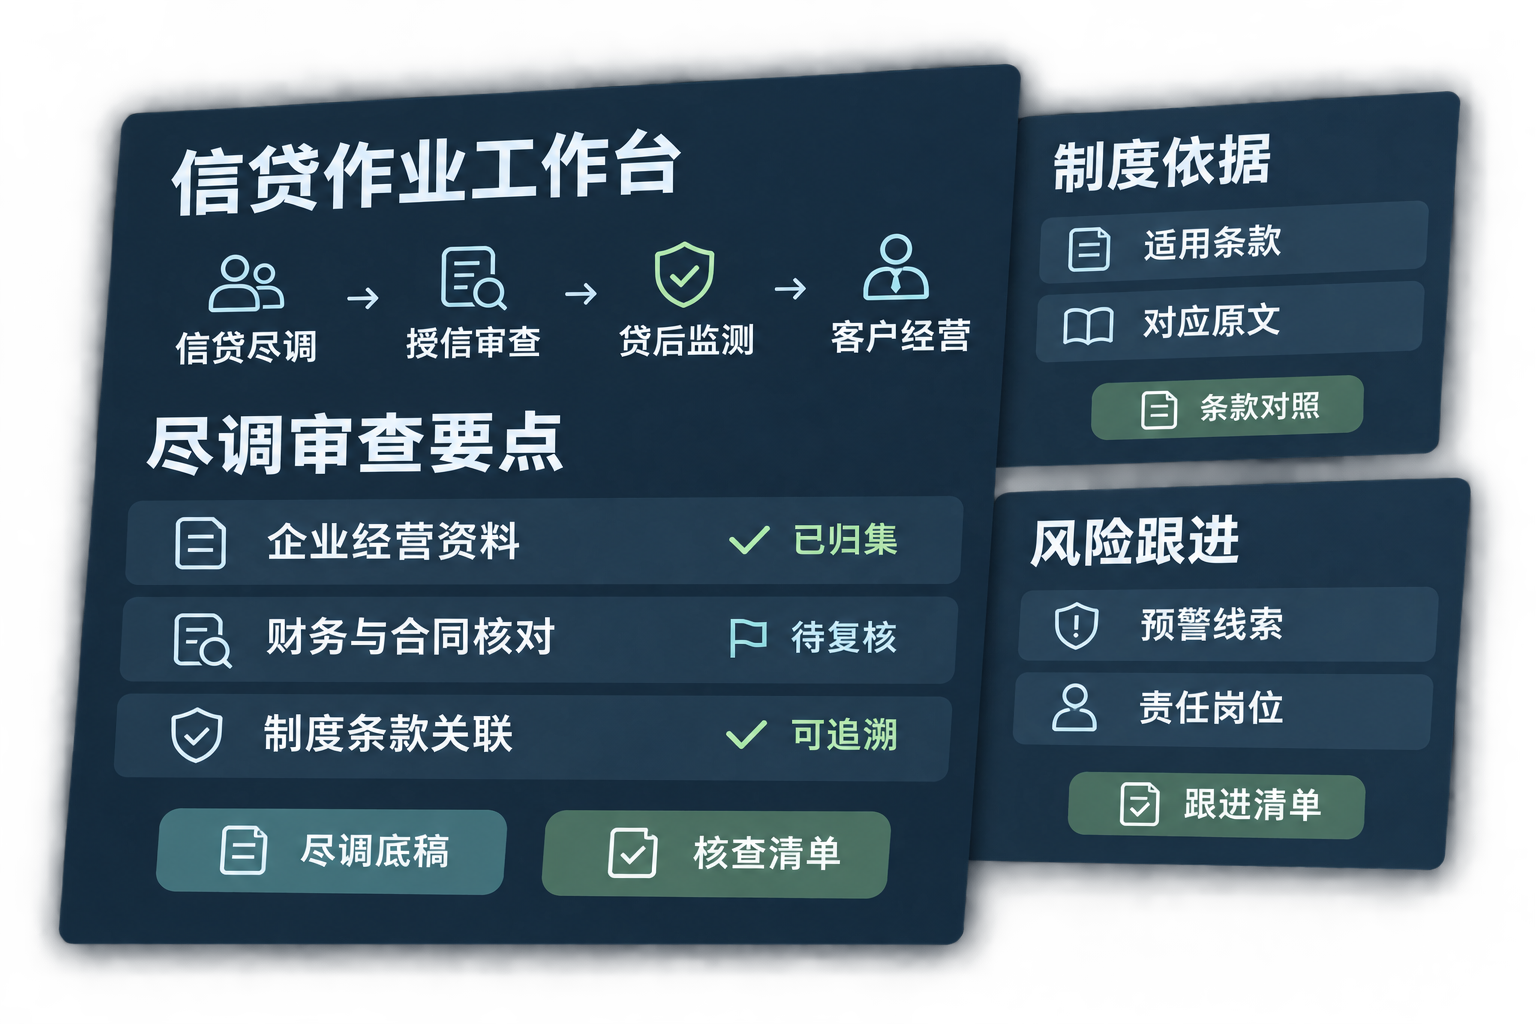 信贷作业工作台
信贷尽调 → 授信审查 → 贷后监测 → 客户经营
尽调审查要点
企业经营资料 已归集
财务与合同核对 待复核
制度条款关联 可追溯
尽调底稿 核查清单
制度依据
适用条款
对应原文
条款对照
风险跟进
预警线索
责任岗位
跟进清单